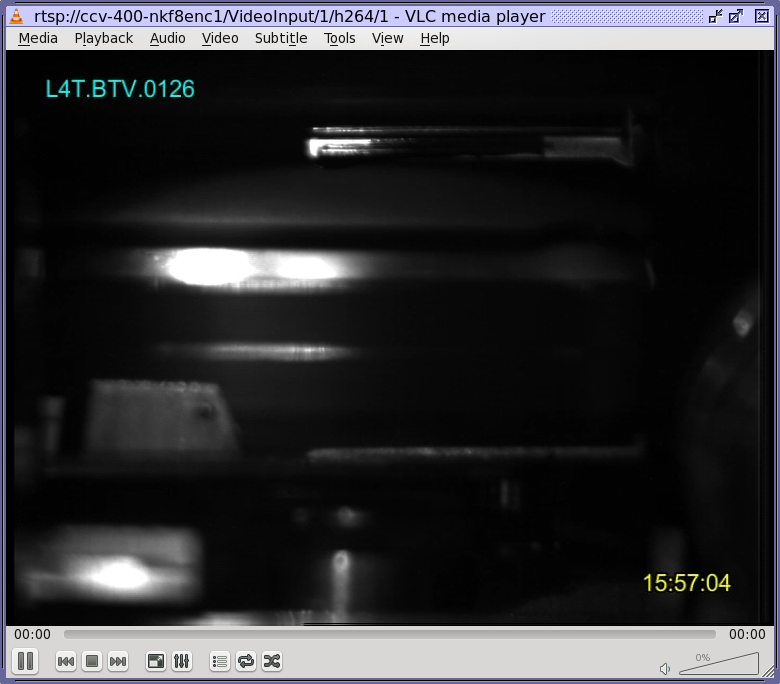 rtsp://ccv-400-nkf8enc1/VideoInput/1/h264/1 - VLC media player
Media Playback Audio Video Subtitle Tools View Help
L4T.BTV.0126
15:57:04
00:00 00:00
0%